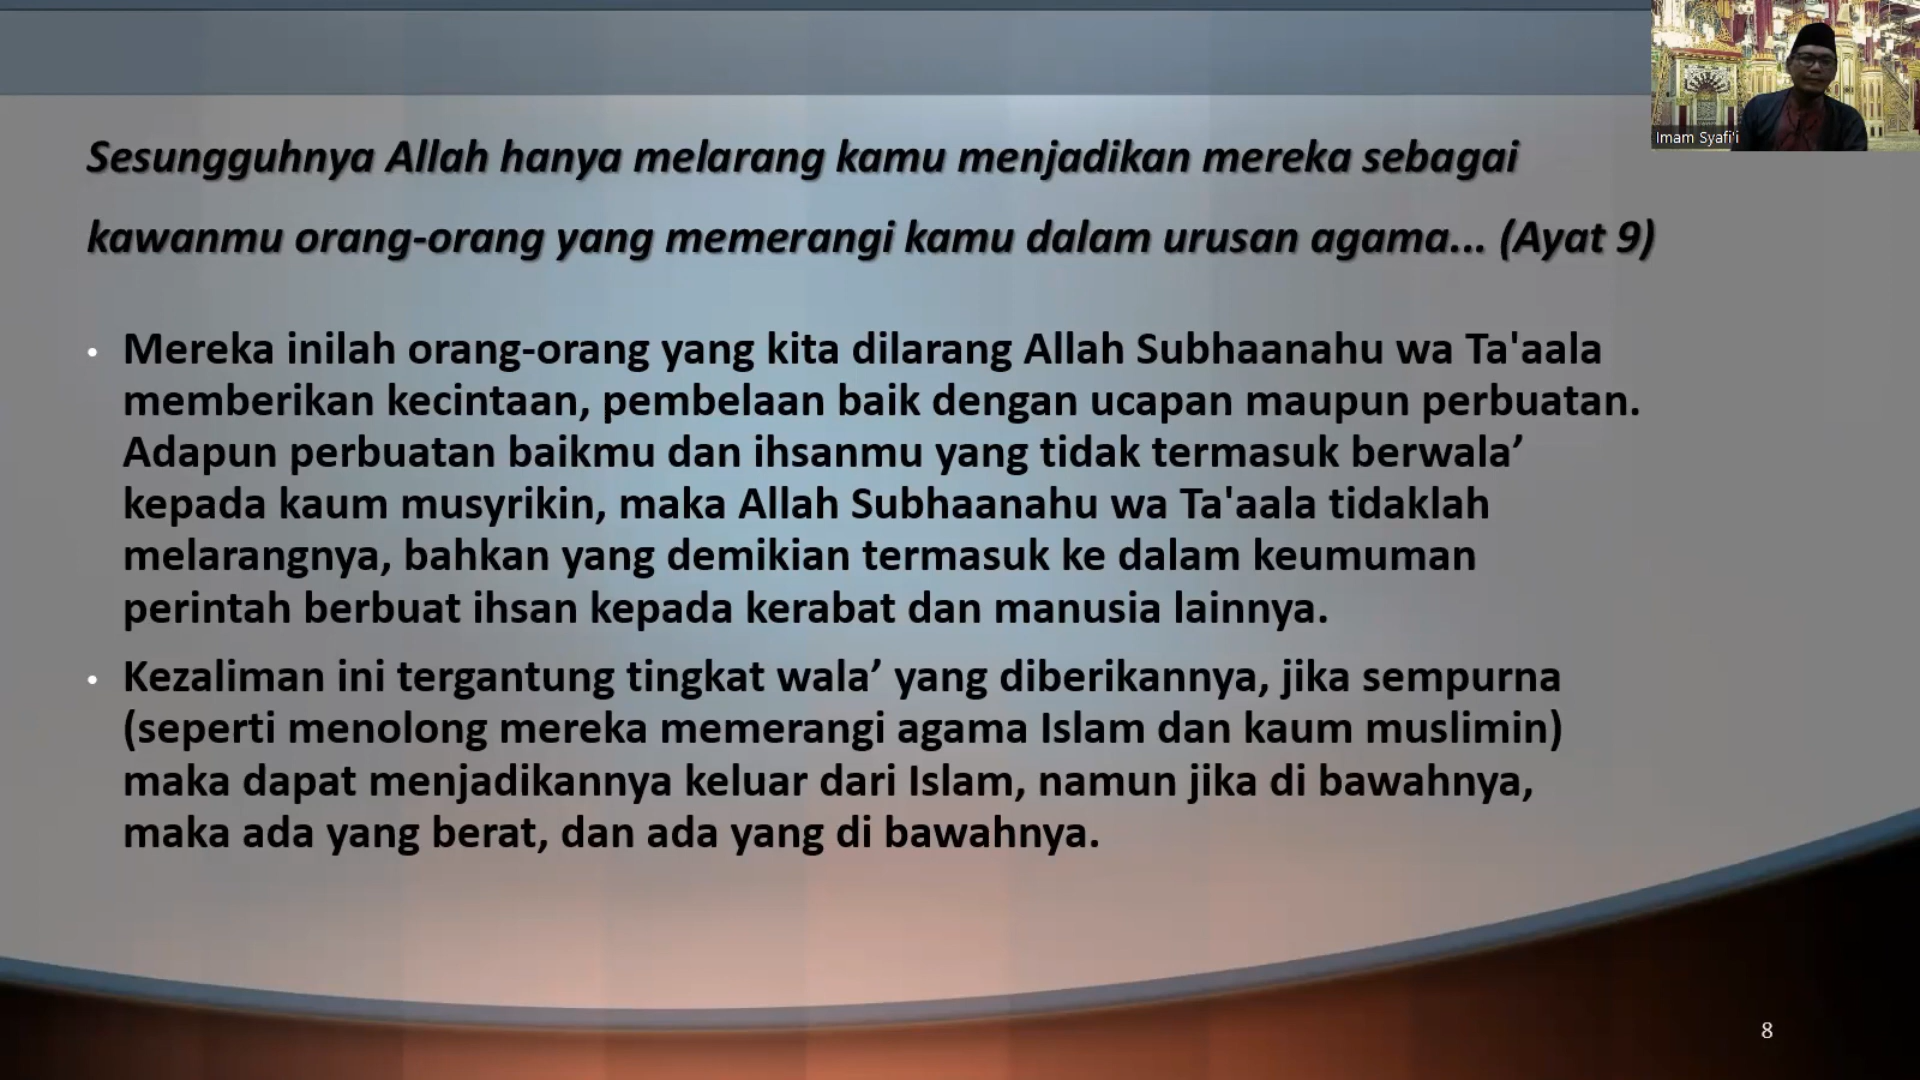 Imam Syafi'i
Sesungguhnya Allah hanya melarang kamu menjadikan mereka sebagai
kawanmu orang-orang yang memerangi kamu dalam urusan agama... (Ayat 9)
• Mereka inilah orang-orang yang kita dilarang Allah Subhaanahu wa Ta'aala
memberikan kecintaan, pembelaan baik dengan ucapan maupun perbuatan.
Adapun perbuatan baikmu dan ihsanmu yang tidak termasuk berwala’
kepada kaum musyrikin, maka Allah Subhaanahu wa Ta'aala tidaklah
melarangnya, bahkan yang demikian termasuk ke dalam keumuman
perintah berbuat ihsan kepada kerabat dan manusia lainnya.
• Kezaliman ini tergantung tingkat wala’ yang diberikannya, jika sempurna
(seperti menolong mereka memerangi agama Islam dan kaum muslimin)
maka dapat menjadikannya keluar dari Islam, namun jika di bawahnya,
maka ada yang berat, dan ada yang di bawahnya.
8